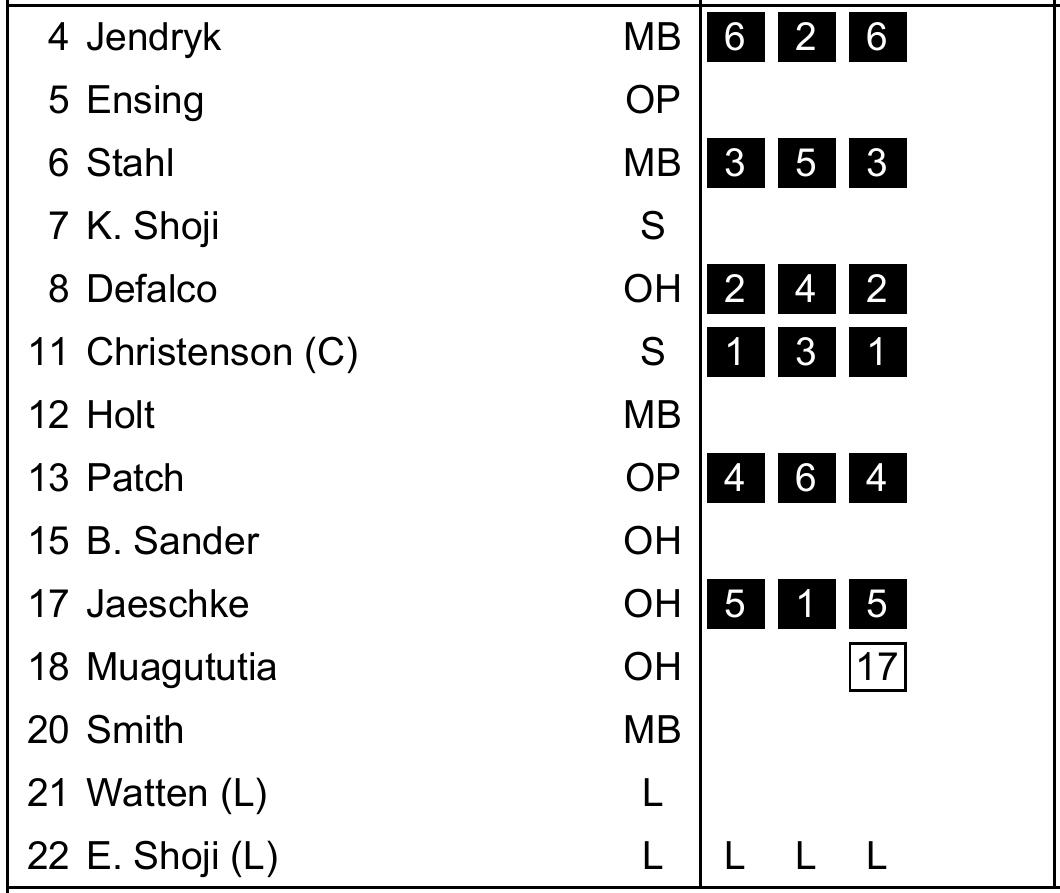 4 Jendryk MB 6 2 6
5 Ensing OP
6 Stahl MB 3 5 3
7 K. Shoji S
8 Defalco OH 2 4 2
11 Christenson (C) S 1 3 1
12 Holt MB
13 Patch OP 4 6 4
15 B. Sander OH
17 Jaeschke OH 5 1 5
18 Muagututia OH 17
20 Smith MB
21 Watten (L) L
22 E. Shoji (L) L L L L